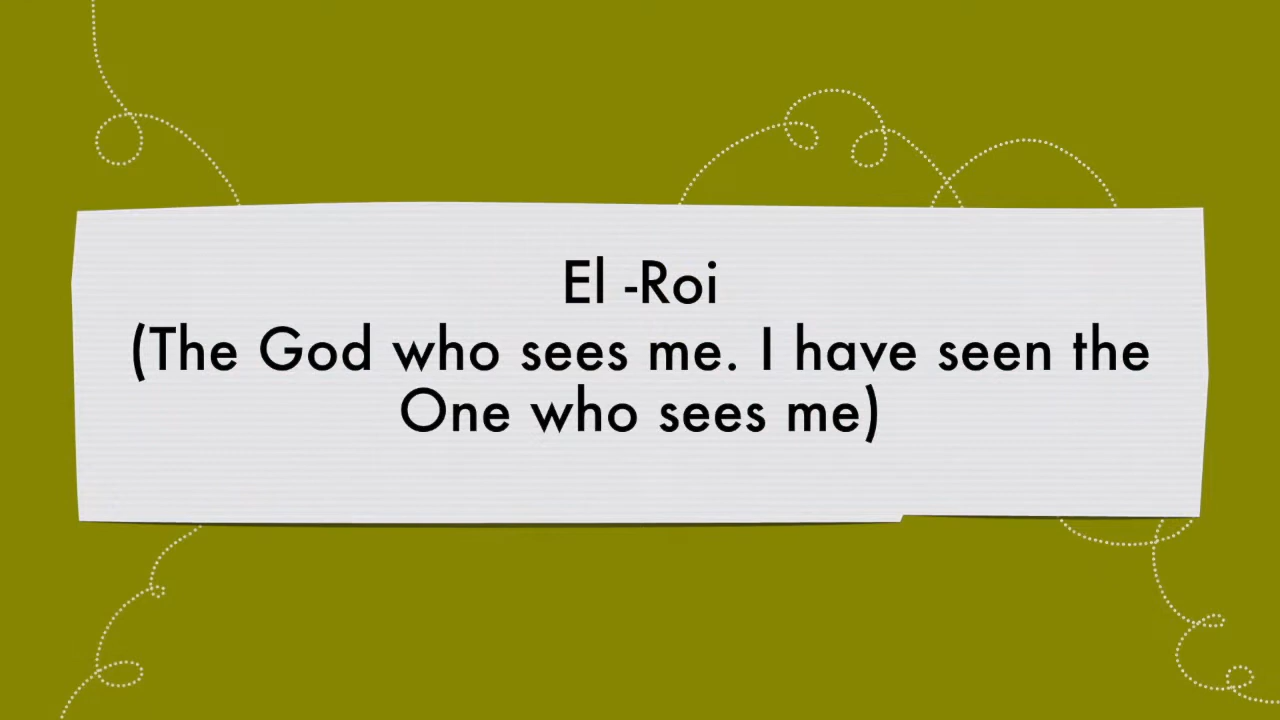 El -Roi
(The God who sees me. I have seen the
One who sees me)